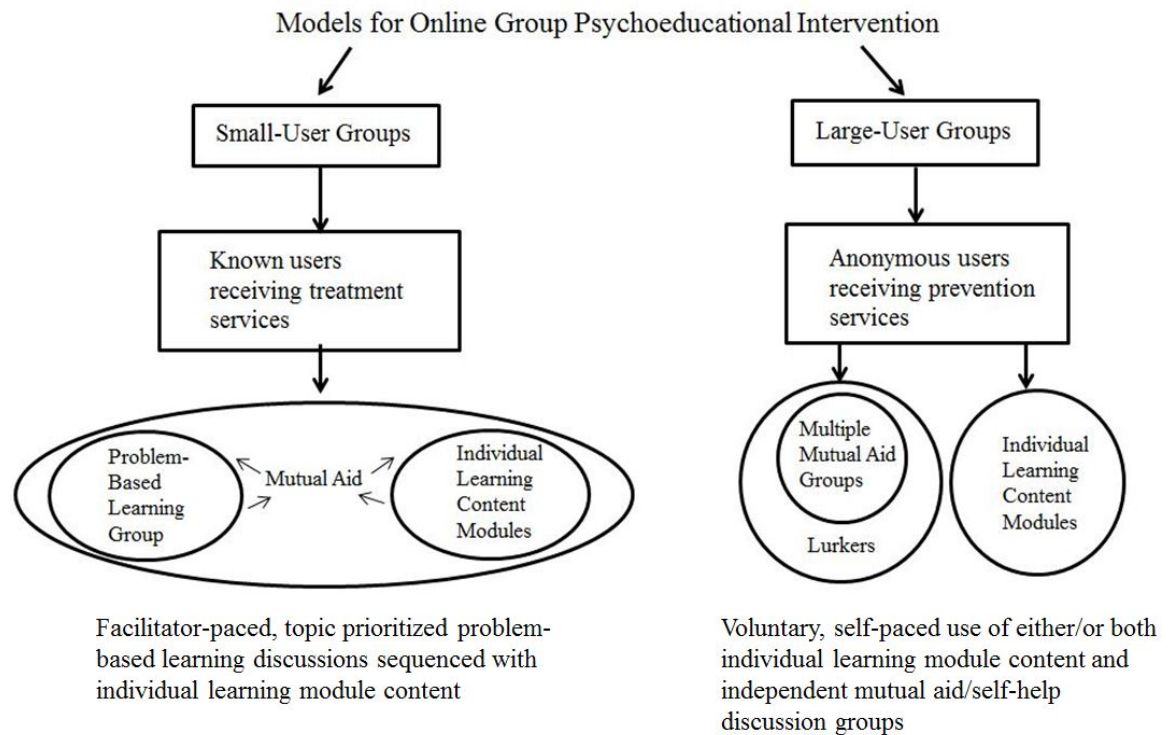 Models for Online Group Psychoeducational Intervention
Small-User Groups
Known users
receiving treatment
services
Problem-
Based
Learning
Group
Mutual Aid
Individual
Learning
Content
Modules
Facilitator-paced, topic prioritized problem-
based learning discussions sequenced with
individual learning module content
Large-User Groups
Anonymous users
receiving prevention
services
Multiple
Mutual Aid
Groups
Lurkers
Individual
Learning
Content
Modules
Voluntary, self-paced use of either/or both
individual learning module content and
independent mutual aid/self-help
discussion groups